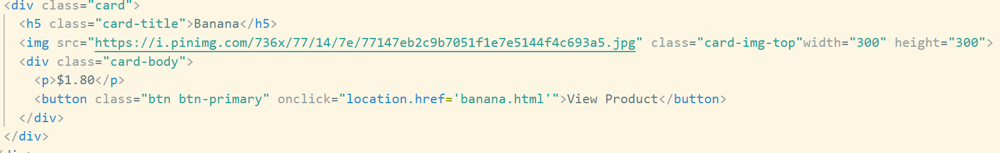 <div class="card">
<h5 class="card-title">Banana</h5>
<img src="https://i.pinimg.com/736x/77/14/7e/77147eb2c9b7051f1e7e5144f4c693a5.jpg" class="card-img-top"width="300" height="300">
<div class="card-body">
<p>$1.80</p>
<button class="btn btn-primary" onclick="location.href='banana.html'">View Product</button>
</div>
</div>